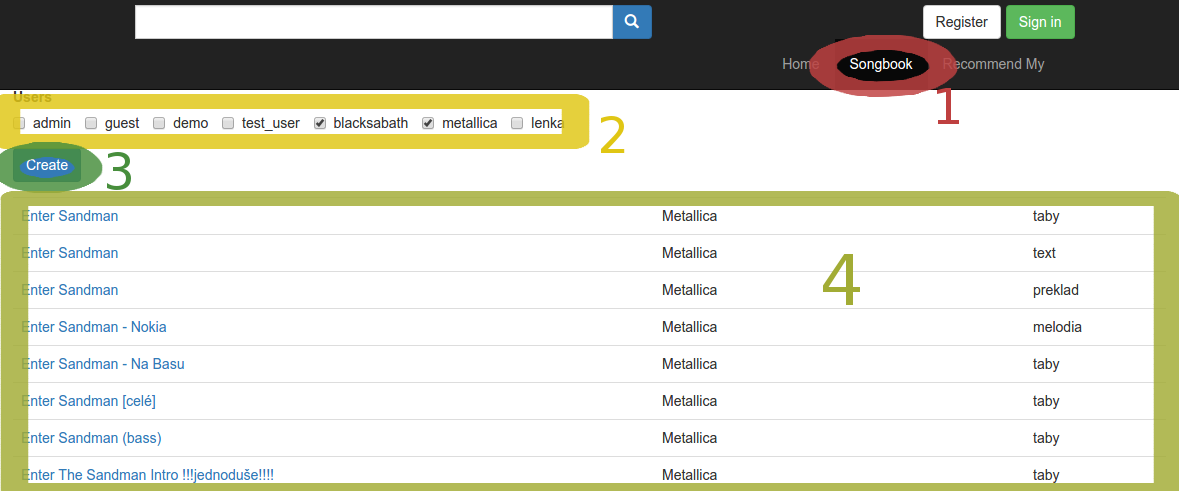 Register Sign in
Home Songbook Recommend My
1
Users
admin guest demo test_user blacksabath metallica lenka
2
Create
3
Enter Sandman Metallica taby
Enter Sandman Metallica text
4
Enter Sandman Metallica preklad
Enter Sandman - Nokia Metallica melodia
Enter Sandman - Na Basu Metallica taby
Enter Sandman [celé] Metallica taby
Enter Sandman (bass) Metallica taby
Enter The Sandman Intro !!!jednoduše!!!! Metallica taby